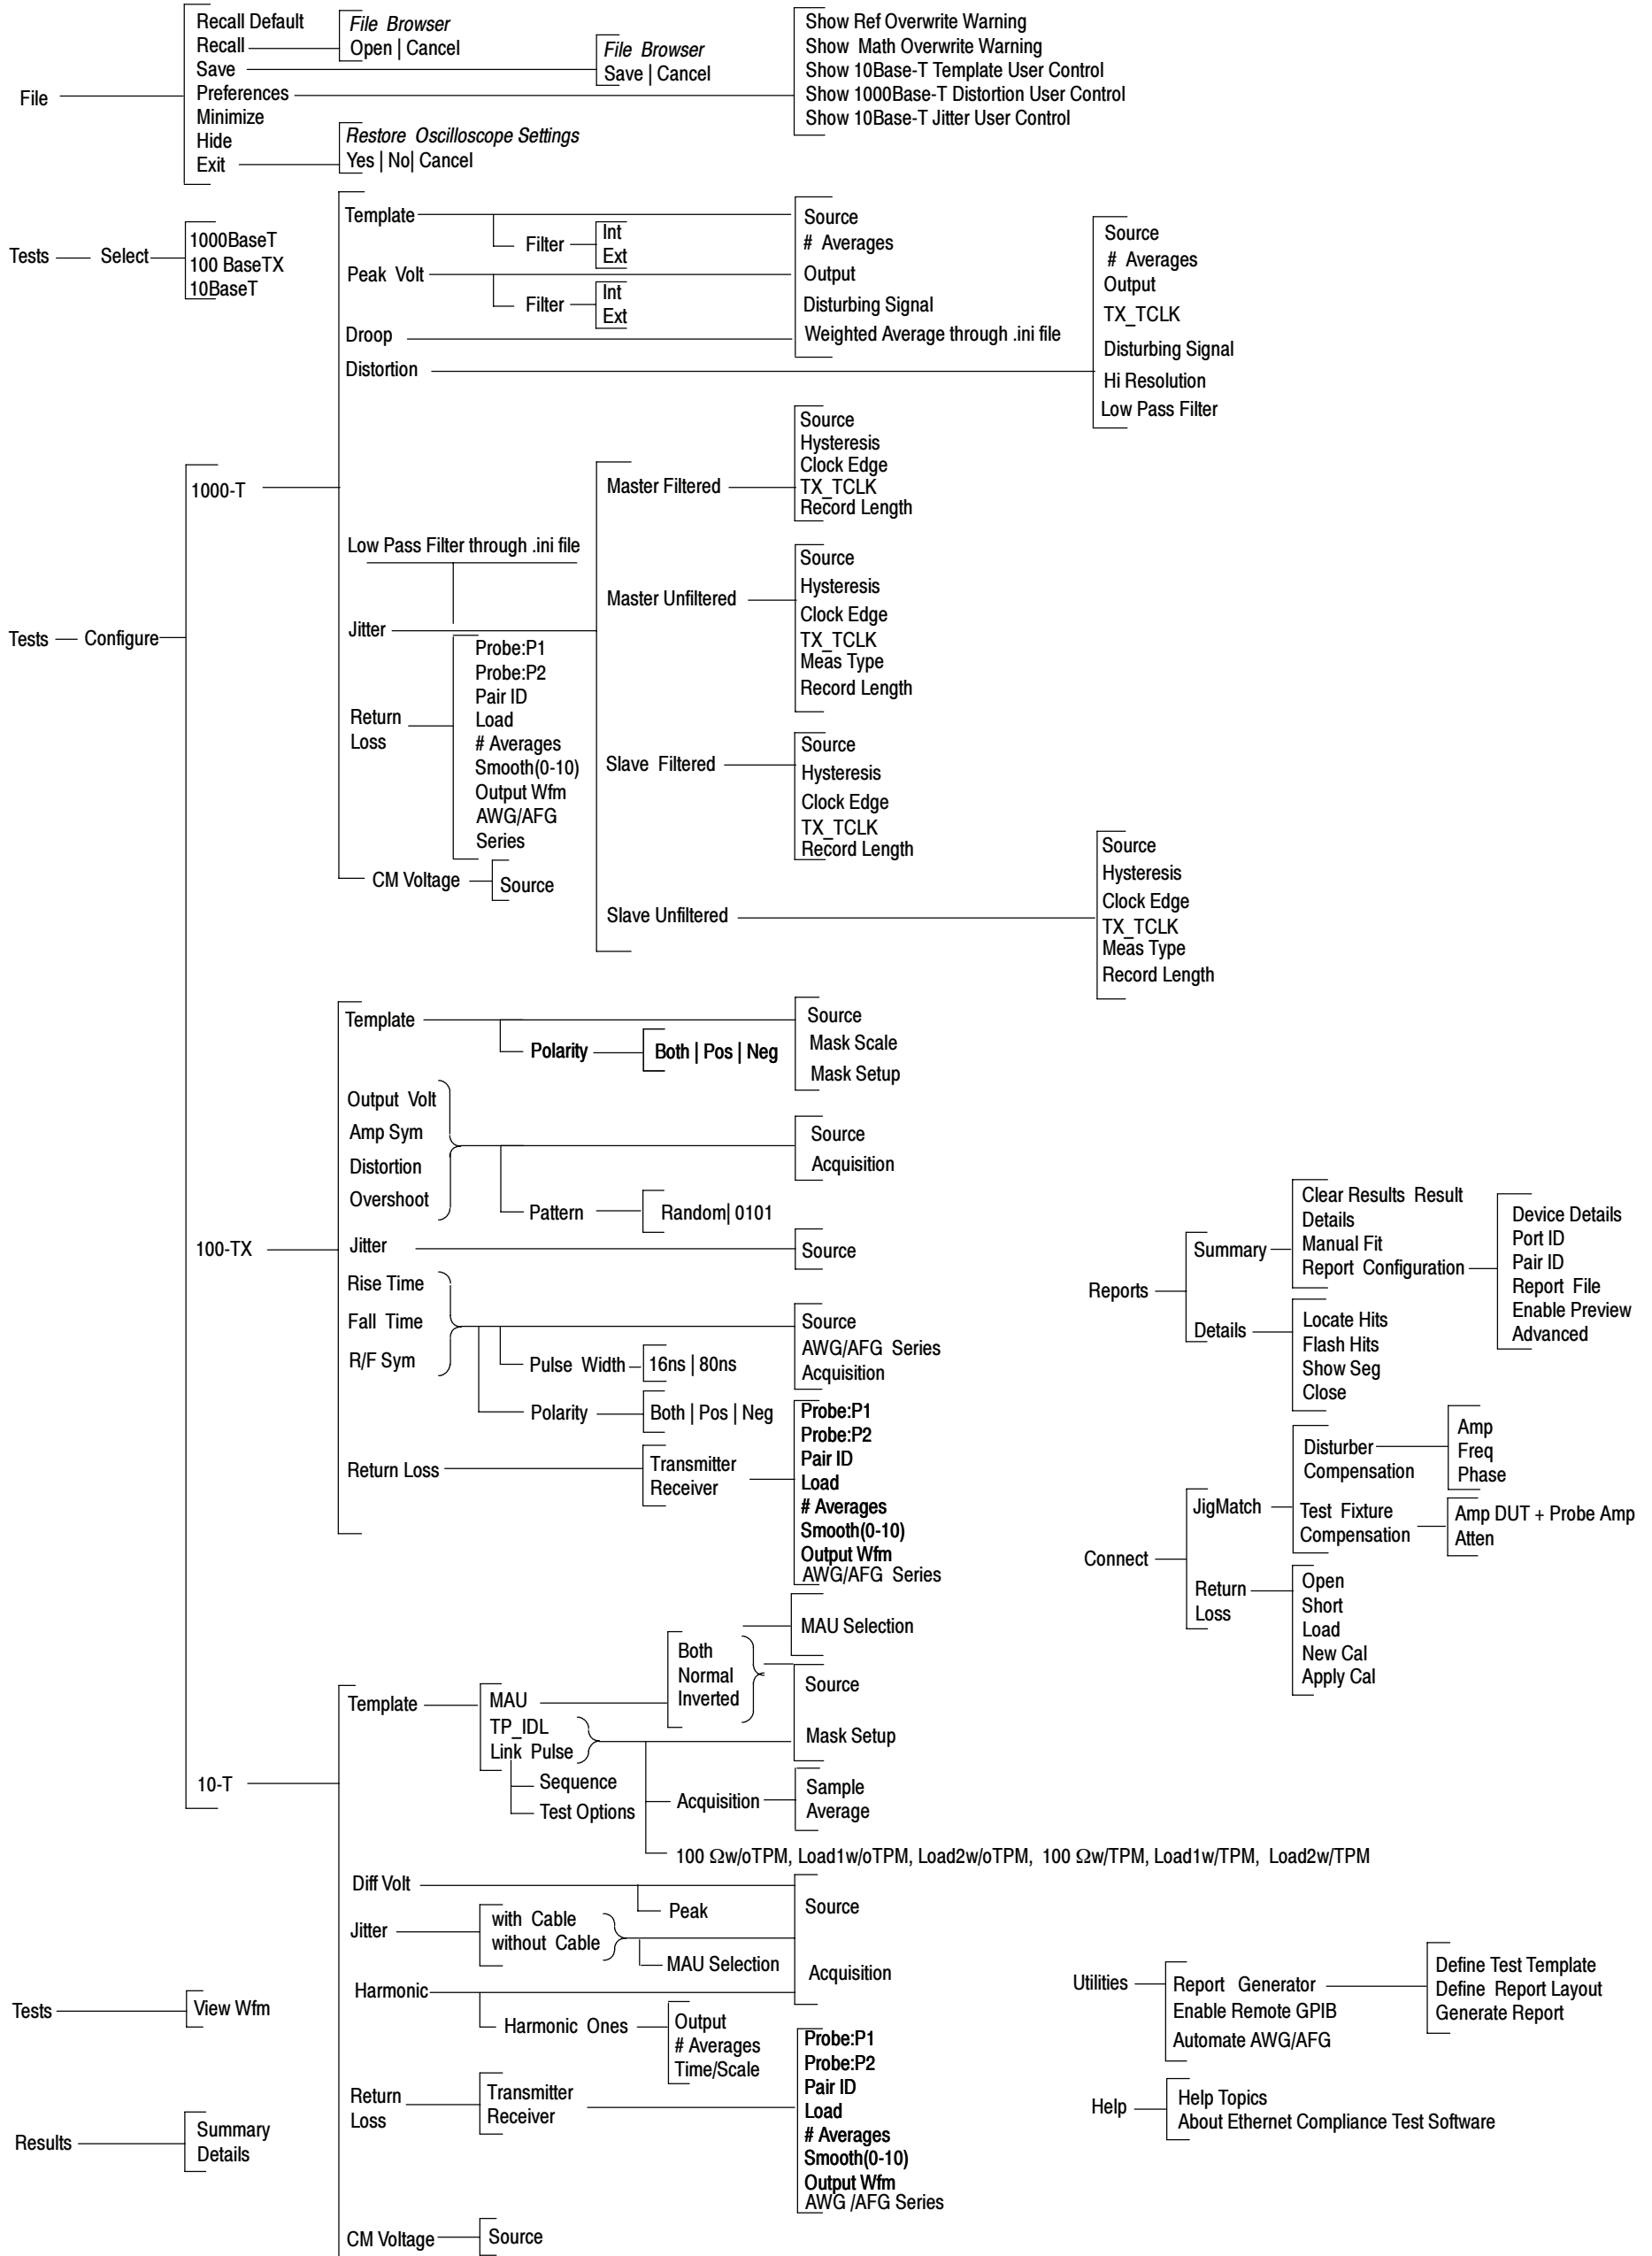 File
Recall Default
Recall
Save
Preferences
Minimize
Hide
Exit
File Browser
Open | Cancel
File Browser
Save | Cancel
Show Ref Overwrite Warning
Show Math Overwrite Warning
Show 10Base-T Template User Control
Show 1000Base-T Distortion User Control
Show 10Base-T Jitter User Control
Restore Oscilloscope Settings
Yes | No| Cancel
Tests
Select
1000BaseT
100 BaseTX
10BaseT
Tests
Configure
1000-T
Template
Filter
Int
Ext
Peak Volt
Filter
Int
Ext
Droop
Distortion
Source
# Averages
Output
Disturbing Signal
Weighted Average through .ini file
Source
# Averages
Output
TX_TCLK
Disturbing Signal
Hi Resolution
Low Pass Filter
Low Pass Filter through .ini file
Jitter
Master Filtered
Source
Hysteresis
Clock Edge
TX_TCLK
Record Length
Master Unfiltered
Source
Hysteresis
Clock Edge
TX_TCLK
Meas Type
Record Length
Slave Filtered
Source
Hysteresis
Clock Edge
TX_TCLK
Record Length
Slave Unfiltered
Source
Hysteresis
Clock Edge
TX_TCLK
Meas Type
Record Length
Return
Loss
Probe:P1
Probe:P2
Pair ID
Load
# Averages
Smooth(0-10)
Output Wfm
AWG/AFG
Series
CM Voltage
Source
100-TX
Template
Polarity
Both | Pos | Neg
Source
Mask Scale
Mask Setup
Output Volt
Amp Sym
Distortion
Overshoot
Pattern
Random| 0101
Source
Acquisition
Jitter
Source
Rise Time
Fall Time
R/F Sym
Pulse Width
16ns | 80ns
Polarity
Both | Pos | Neg
Source
AWG/AFG Series
Acquisition
Return Loss
Transmitter
Receiver
Probe:P1
Probe:P2
Pair ID
Load
# Averages
Smooth(0-10)
Output Wfm
AWG/AFG Series
10-T
Template
MAU
TP_IDL
Link Pulse
Sequence
Test Options
Both
Normal
Inverted
MAU Selection
Source
Mask Setup
Acquisition
Sample
Average
100 Ωw/oTPM, Load1w/oTPM, Load2w/oTPM, 100 Ωw/TPM, Load1w/TPM, Load2w/TPM
Diff Volt
Peak
Jitter
with Cable
without Cable
MAU Selection
Source
Acquisition
Harmonic
Harmonic Ones
Output
# Averages
Time/Scale
Return
Loss
Transmitter
Receiver
Probe:P1
Probe:P2
Pair ID
Load
# Averages
Smooth(0-10)
Output Wfm
AWG /AFG Series
CM Voltage
Source
Tests
View Wfm
Results
Summary
Details
Reports
Summary
Clear Results Result
Details
Manual Fit
Report Configuration
Device Details
Port ID
Pair ID
Report File
Enable Preview
Advanced
Details
Locate Hits
Flash Hits
Show Seg
Close
Connect
JigMatch
Disturber
Compensation
Amp
Freq
Phase
Test Fixture
Compensation
Amp DUT + Probe Amp
Atten
Return
Loss
Open
Short
Load
New Cal
Apply Cal
Utilities
Report Generator
Enable Remote GPIB
Automate AWG/AFG
Define Test Template
Define Report Layout
Generate Report
Help
Help Topics
About Ethernet Compliance Test Software